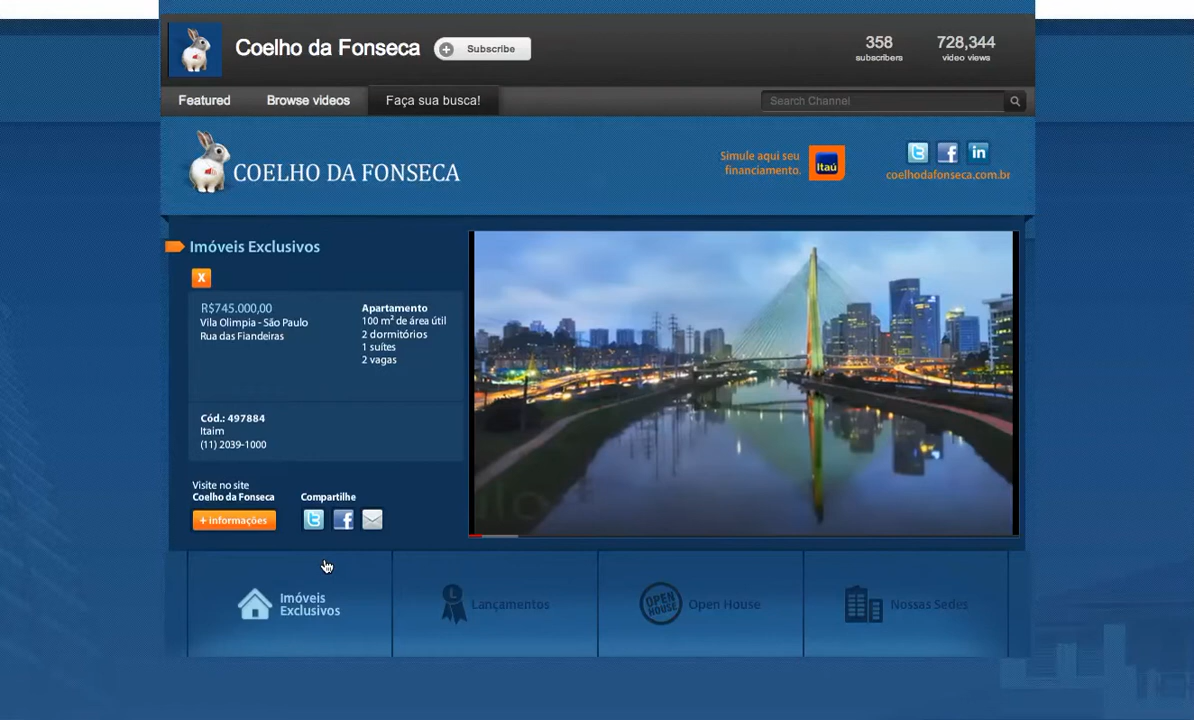 Coelho da Fonseca
Subscribe
358
subscribers
728,344
video views
Featured
Browse videos
Faça sua busca!
Search Channel
COELHO DA FONSECA
Simule aqui seu
financiamento.
Itaú
coelhodafonseca.com.br
Imóveis Exclusivos
X
R$745.000,00
Vila Olimpia - São Paulo
Rua das Fiandeiras
Apartamento
100 m² de área útil
2 dormitórios
1 suítes
2 vagas
Cód.: 497884
Itaim
(11) 2039-1000
Visite no site
Coelho da Fonseca
+ informações
Compartilhe
Imóveis
Exclusivos
L
Lançamentos
OPEN
HOUSE
Open House
Nossas Sedes